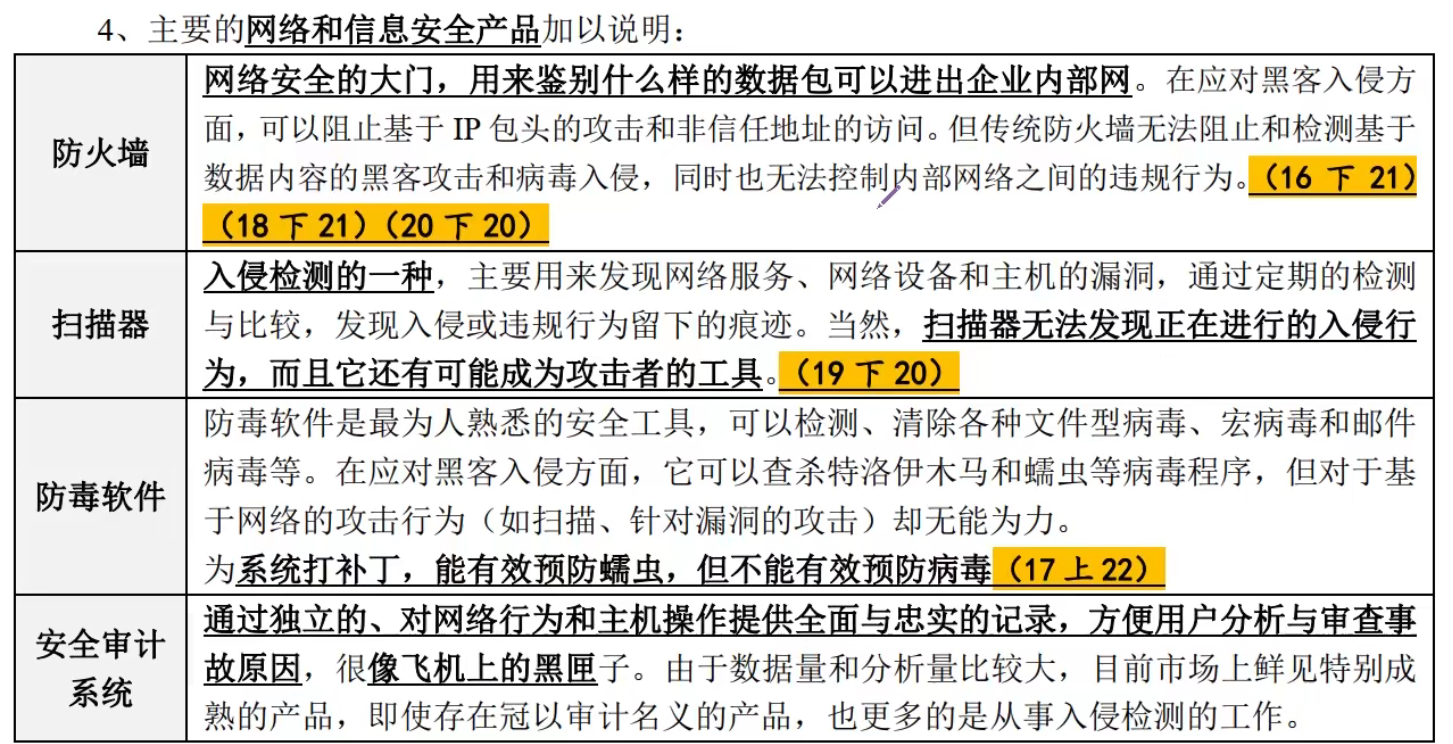 4、主要的网络和信息安全产品加以说明：
防火墙
网络安全的大门，用来鉴别什么样的数据包可以进出企业内部网。在应对黑客入侵方
面，可以阻止基于 IP 包头的攻击和非信任地址的访问。但传统防火墙无法阻止和检测基于
数据内容的黑客攻击和病毒入侵，同时也无法控制内部网络之间的违规行为。（16 下 21）
（18 下 21）（20 下 20）
扫描器
入侵检测的一种，主要用来发现网络服务、网络设备和主机的漏洞，通过定期的检测
与比较，发现入侵或违规行为留下的痕迹。当然，扫描器无法发现正在进行的入侵行
为，而且它还有可能成为攻击者的工具。（19 下 20）
防毒软件
防毒软件是最为人熟悉的安全工具，可以检测、清除各种文件型病毒、宏病毒和邮件
病毒等。在应对黑客入侵方面，它可以查杀特洛伊木马和蠕虫等病毒程序，但对于基
于网络的攻击行为（如扫描、针对漏洞的攻击）却无能为力。
为系统打补丁，能有效预防蠕虫，但不能有效预防病毒（17 上 22）
安全审计
系统
通过独立的、对网络行为和主机操作提供全面与忠实的记录，方便用户分析与审查事
故原因，很像飞机上的黑匣子。由于数据量和分析量比较大，目前市场上鲜见特别成
熟的产品，即使存在冠以审计名义的产品，也更多的是从事入侵检测的工作。